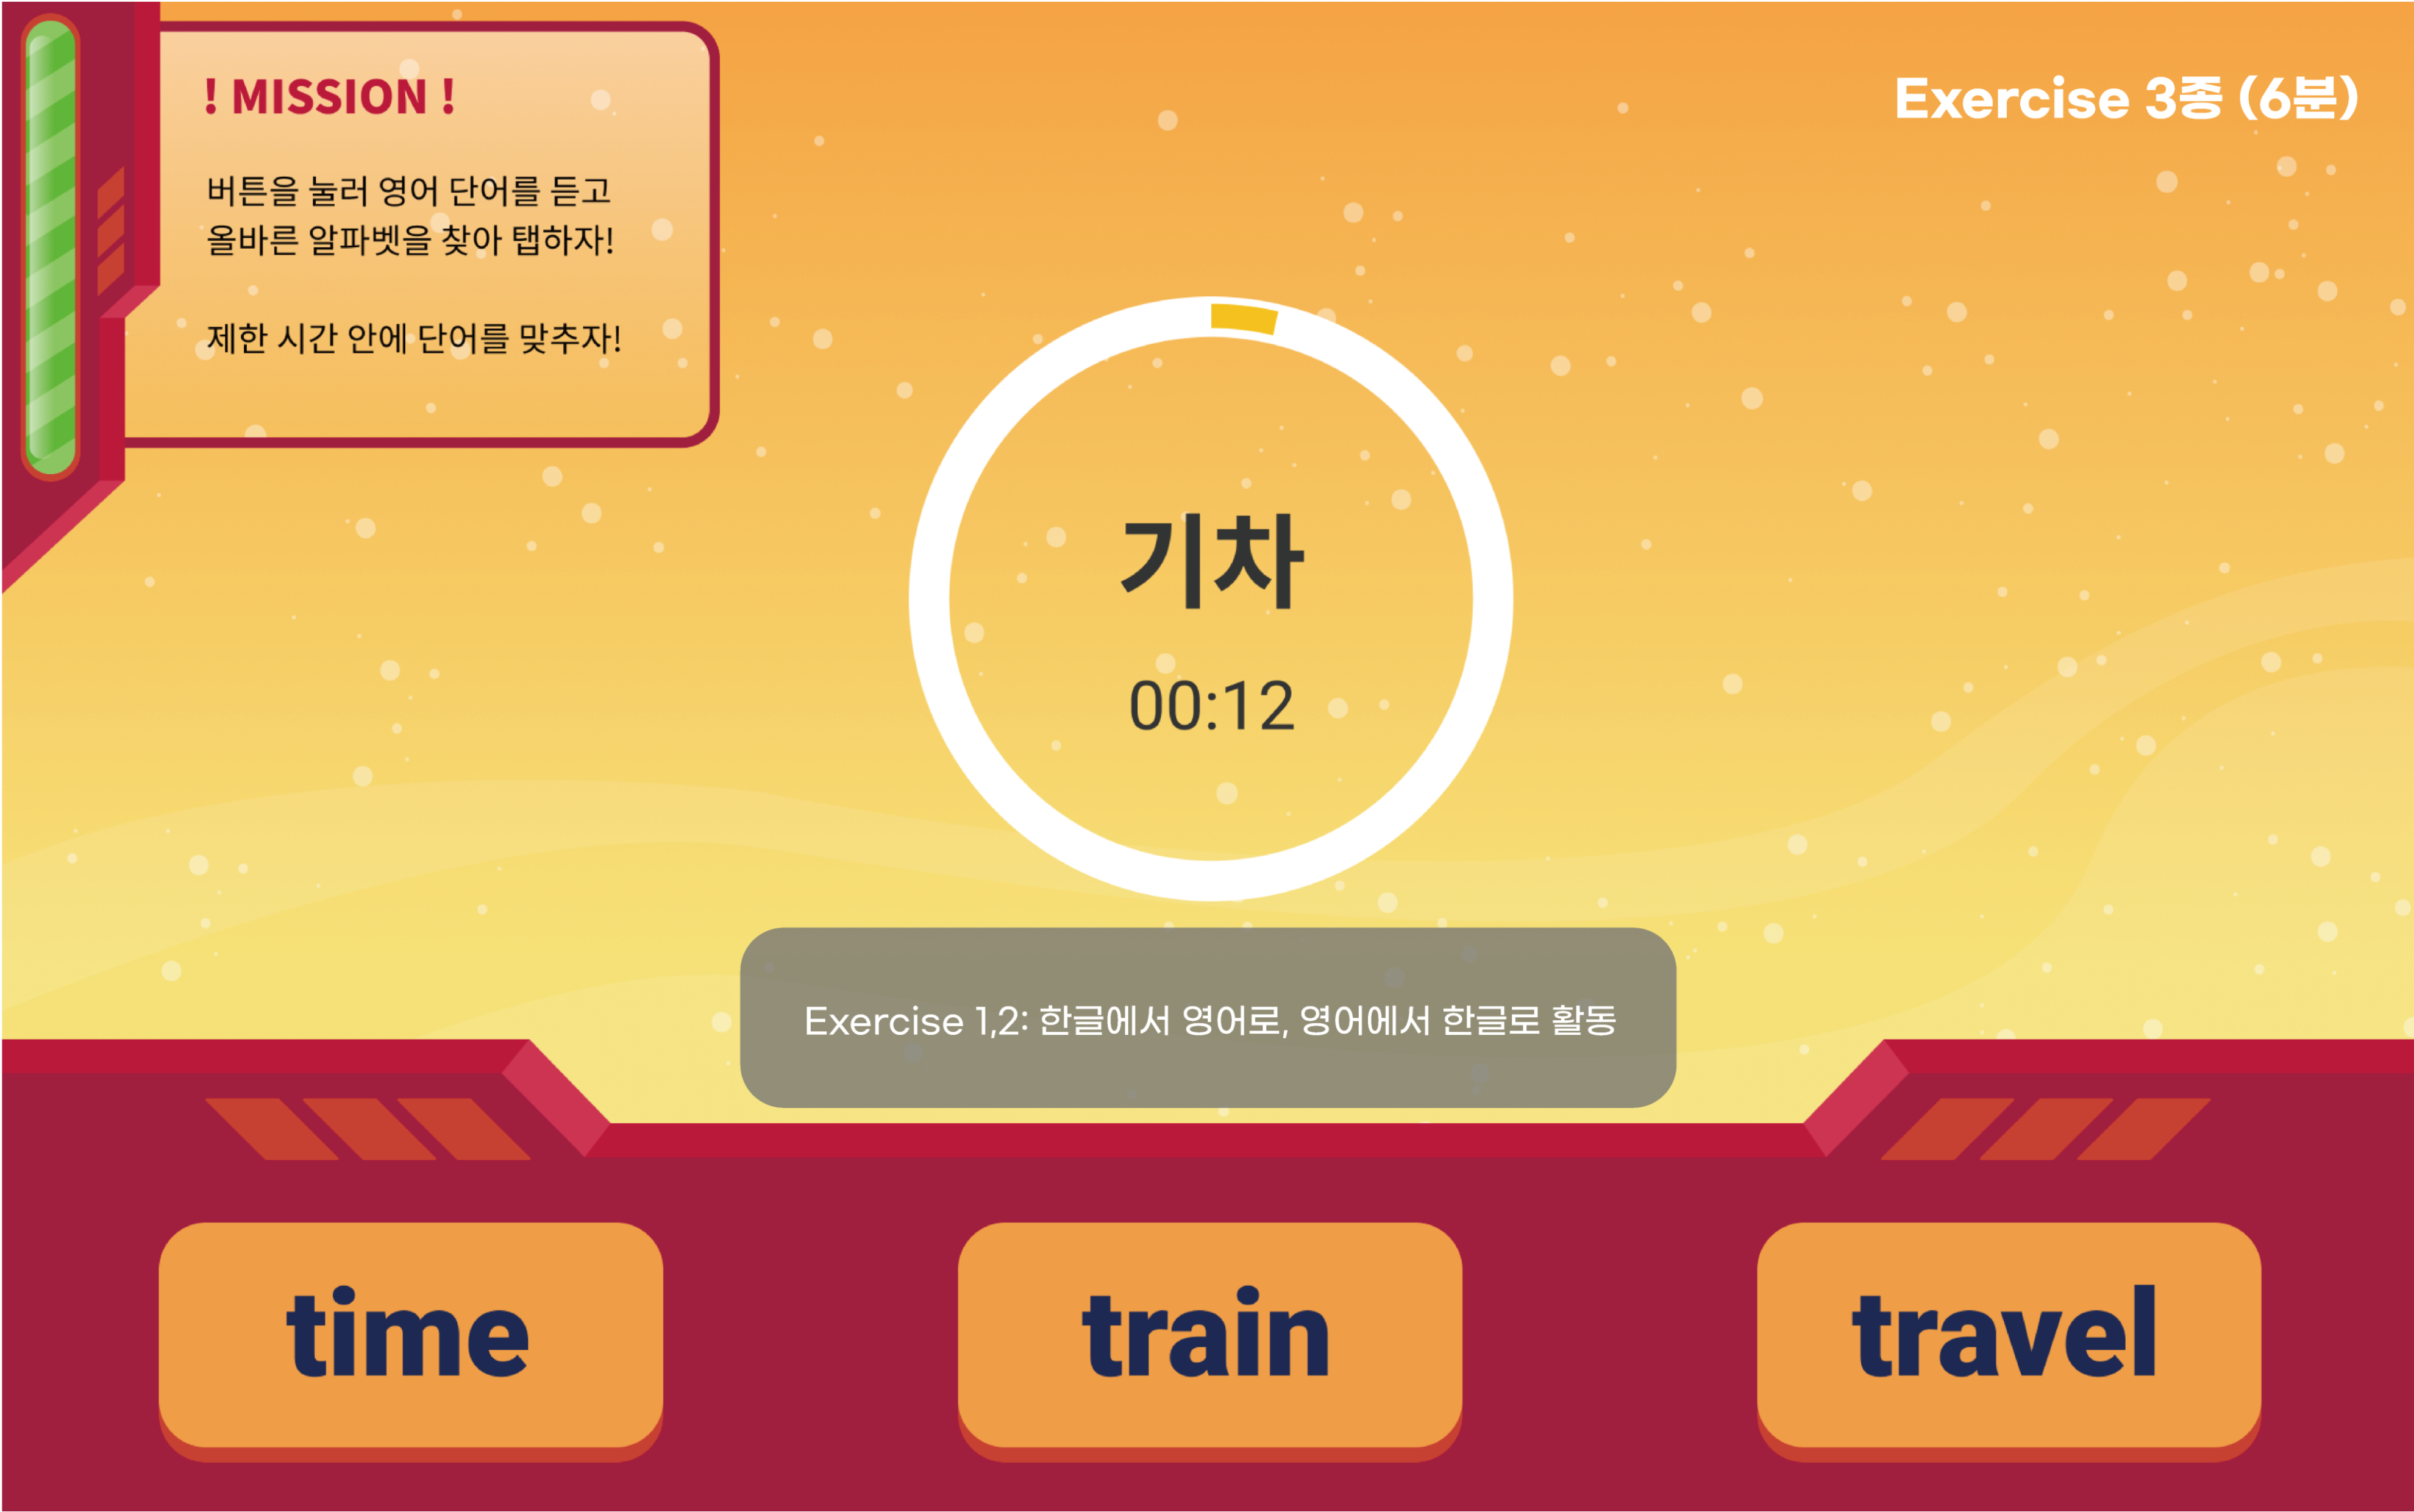 ! MISSION !
버튼을 눌러 영어 단어를 듣고
올바른 알파벳을 찾아 탭하자!
제한 시간 안에 단어를 맞추자!
Exercise 3종 (6분)
기차
00:12
Exercise 1,2: 한글에서 영어로, 영어에서 한글로 활동
time
train
travel